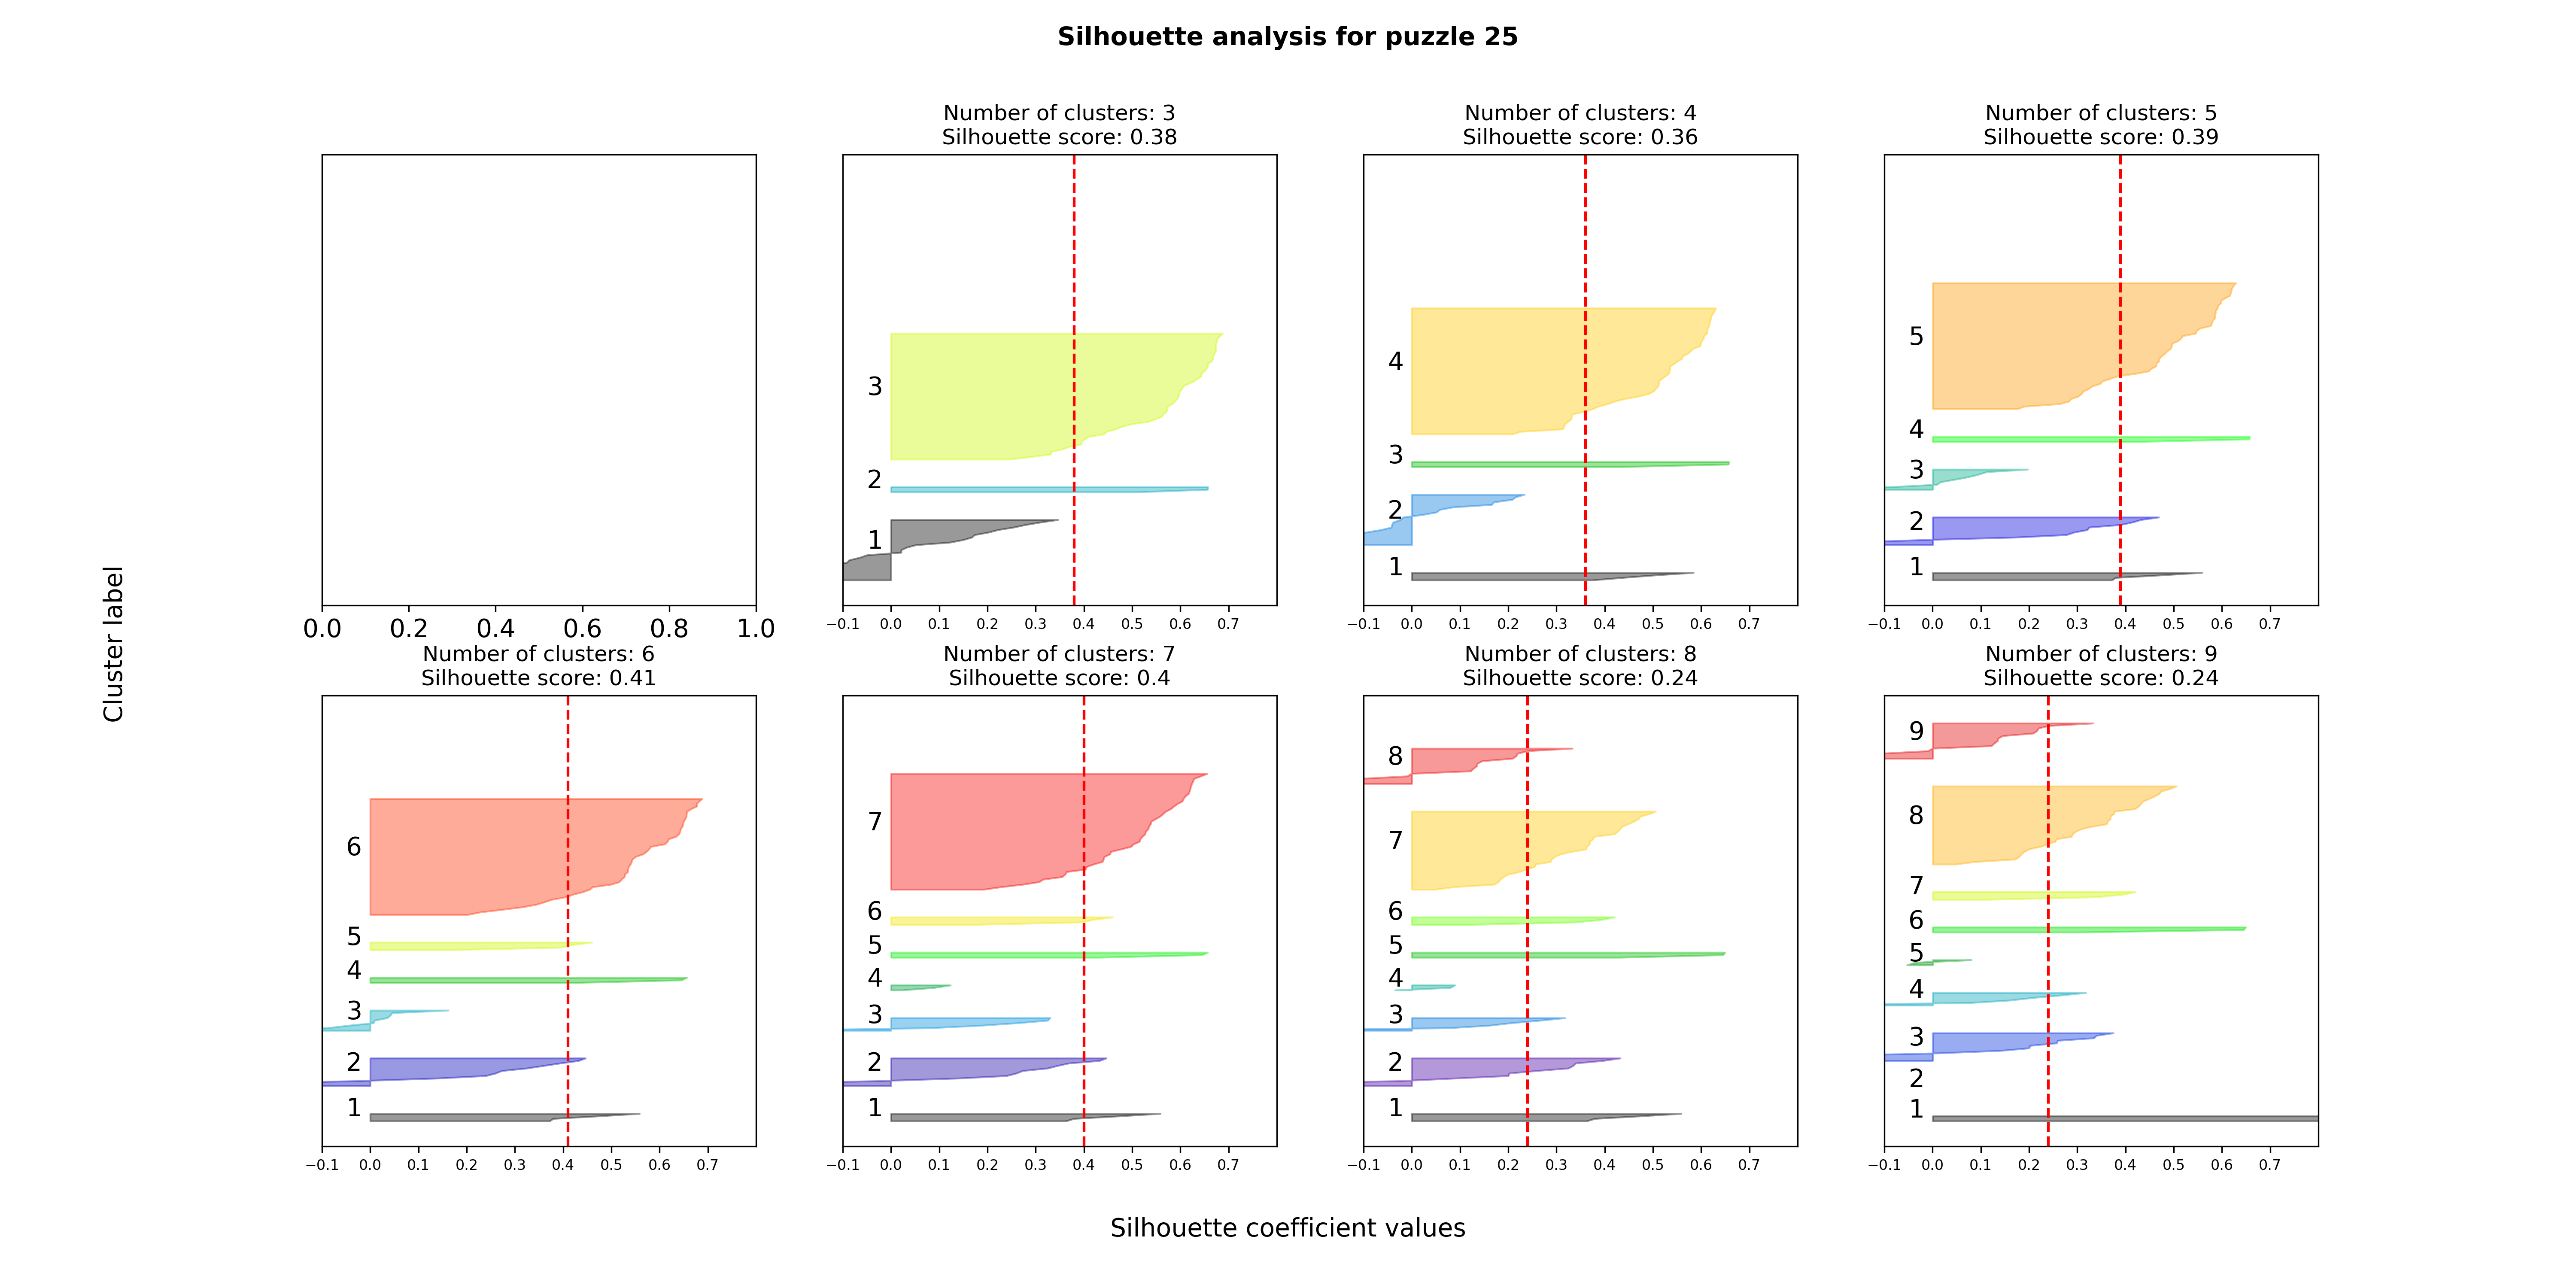 Silhouette analysis for puzzle 25
Number of clusters: 3
Silhouette score: 0.38
Number of clusters: 4
Silhouette score: 0.36
Number of clusters: 5
Silhouette score: 0.39
Cluster label
0.0 0.2 0.4 0.6 0.8 1.0
3
2
1
−0.1 0.0 0.1 0.2 0.3 0.4 0.5 0.6 0.7
4
3
2
1
−0.1 0.0 0.1 0.2 0.3 0.4 0.5 0.6 0.7
5
4
3
2
1
−0.1 0.0 0.1 0.2 0.3 0.4 0.5 0.6 0.7
Number of clusters: 6
Silhouette score: 0.41
Number of clusters: 7
Silhouette score: 0.4
Number of clusters: 8
Silhouette score: 0.24
Number of clusters: 9
Silhouette score: 0.24
6
5
4
3
2
1
−0.1 0.0 0.1 0.2 0.3 0.4 0.5 0.6 0.7
7
6
5
4
3
2
1
−0.1 0.0 0.1 0.2 0.3 0.4 0.5 0.6 0.7
8
7
6
5
4
3
2
1
−0.1 0.0 0.1 0.2 0.3 0.4 0.5 0.6 0.7
9
8
7
6
5
4
3
2
1
−0.1 0.0 0.1 0.2 0.3 0.4 0.5 0.6 0.7
Silhouette coefficient values